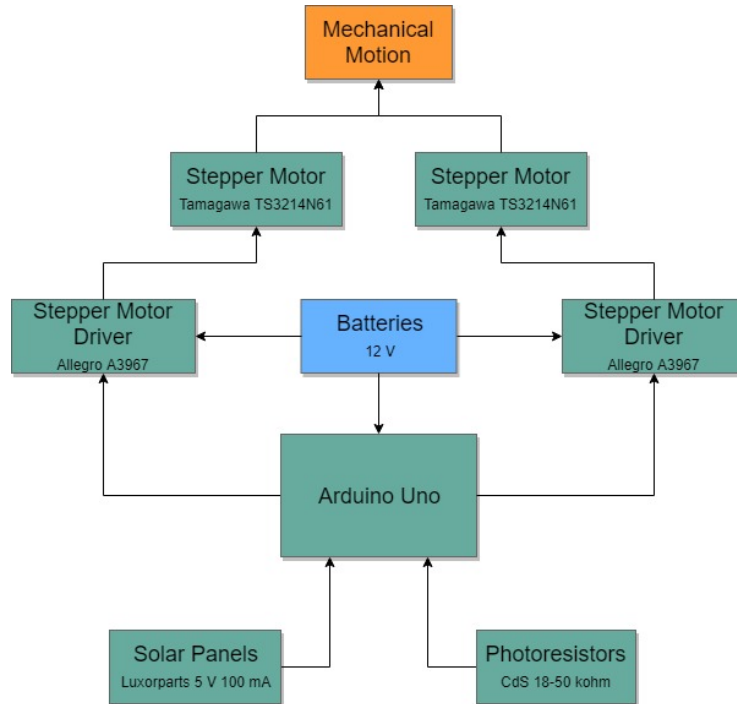 Mechanical
Motion
Stepper Motor
Tamagawa TS3214N61
Stepper Motor
Tamagawa TS3214N61
Stepper Motor
Driver
Allegro A3967
Batteries
12 V
Stepper Motor
Driver
Allegro A3967
Arduino Uno
Solar Panels
Luxorparts 5 V 100 mA
Photoresistors
CdS 18-50 kohm